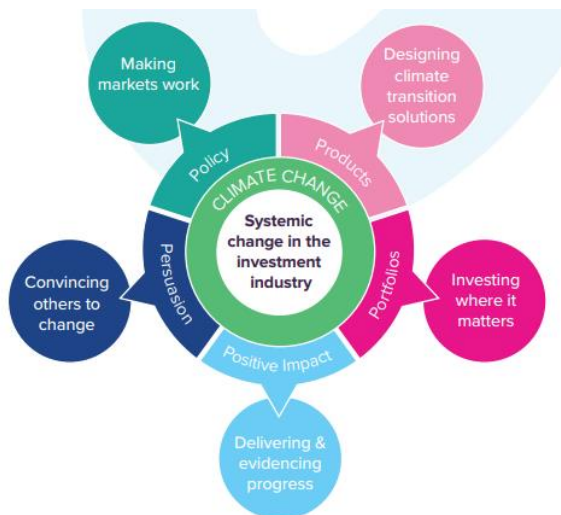 Making
markets work
Designing
climate
transition
solutions
Policy
Products
CLIMATE CHANGE
Systemic
change in the
investment
industry
Persuasion
Portfolios
Convincing
others to
change
Investing
where it
matters
Positive Impact
Delivering &
evidencing
progress